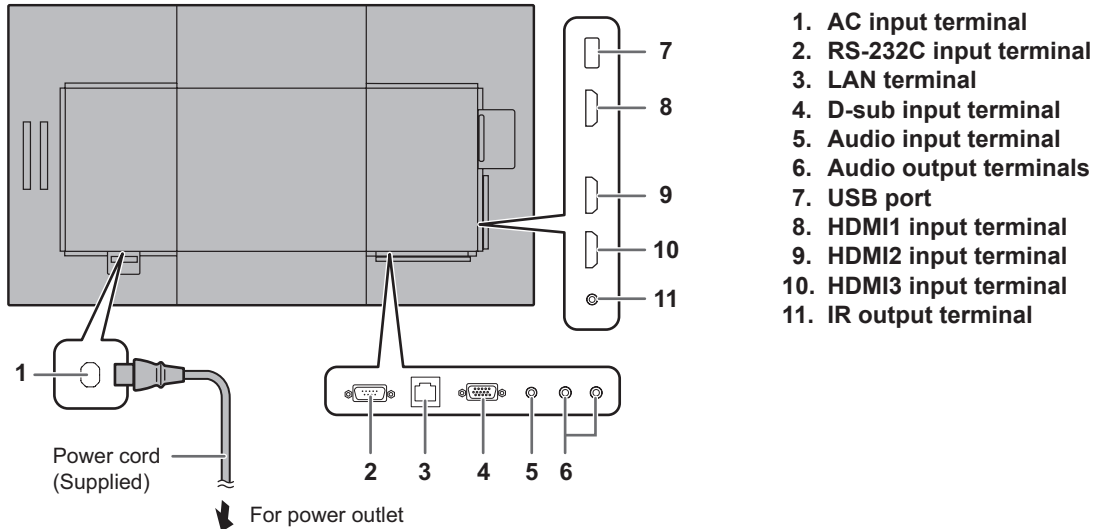 7
8
9
10
11
1
2 3 4 5 6
Power cord
(Supplied)
For power outlet
1. AC input terminal
2. RS-232C input terminal
3. LAN terminal
4. D-sub input terminal
5. Audio input terminal
6. Audio output terminals
7. USB port
8. HDMI1 input terminal
9. HDMI2 input terminal
10. HDMI3 input terminal
11. IR output terminal